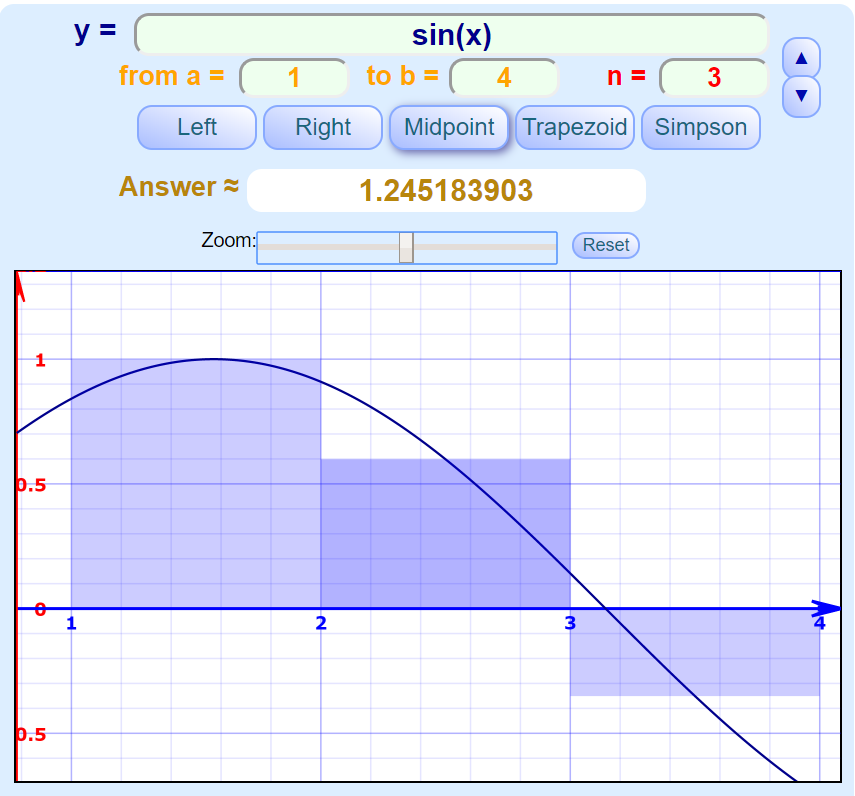 y = sin(x)
from a = 1 to b = 4 n = 3
▲
▼
Left Right Midpoint Trapezoid Simpson
Answer ≈ 1.245183903
Zoom: Reset
1
0.5
0
1 2 3 4
0.5